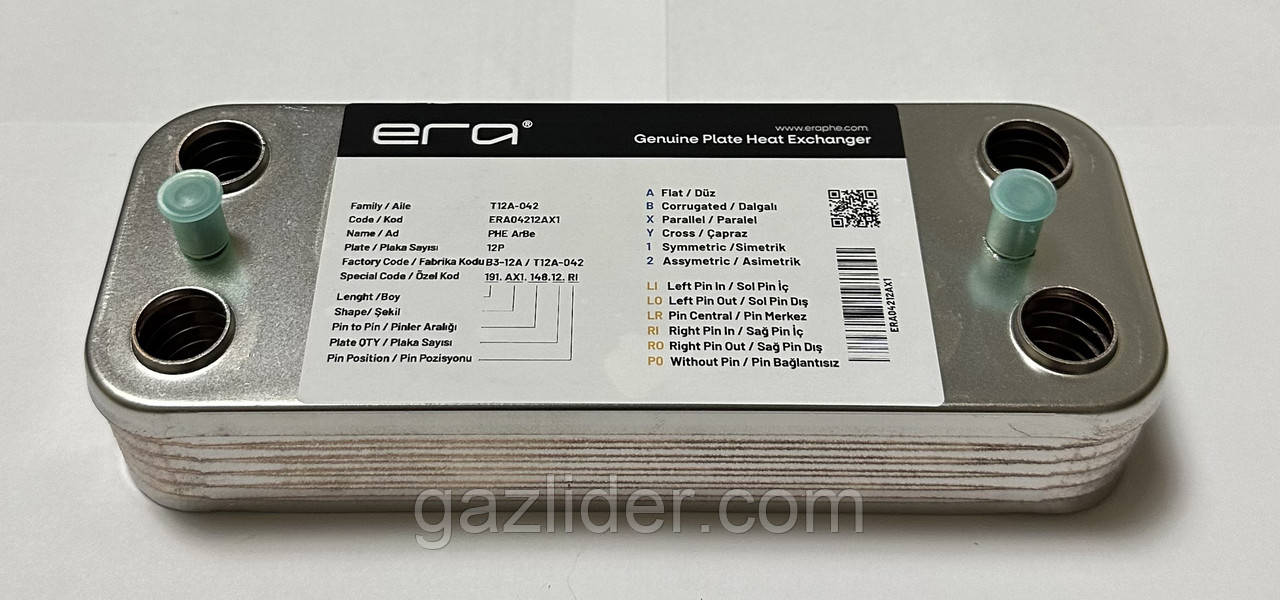 era®
www.eraphe.com
Genuine Plate Heat Exchanger
Family / Aile T12A-042
Code / Kod ERA04212AX1
Name / Ad PHE ArBe
Plate / Plaka Sayısı 12P
Factory Code / Fabrika Kodu B3-12A / T12A-042
Special Code / Özel Kod 191. AX1. 148.12. RI
Lenght /Boy
Shape/ Şekil
Pin to Pin / Pinler Aralığı
Plate QTY / Plaka Sayısı
Pin Position / Pin Pozisyonu
A Flat / Düz
B Corrugated / Dalgalı
X Parallel / Paralel
Y Cross / Çapraz
1 Symmetric /Simetrik
2 Assymetric / Asimetrik
LI Left Pin In / Sol Pin İç
LO Left Pin Out / Sol Pin Dış
LR Pin Central / Pin Merkez
RI Right Pin In / Sağ Pin İç
RO Right Pin Out / Sağ Pin Dış
PO Without Pin / Pin Bağlantısız
ERA04212AX1
gazlider.com